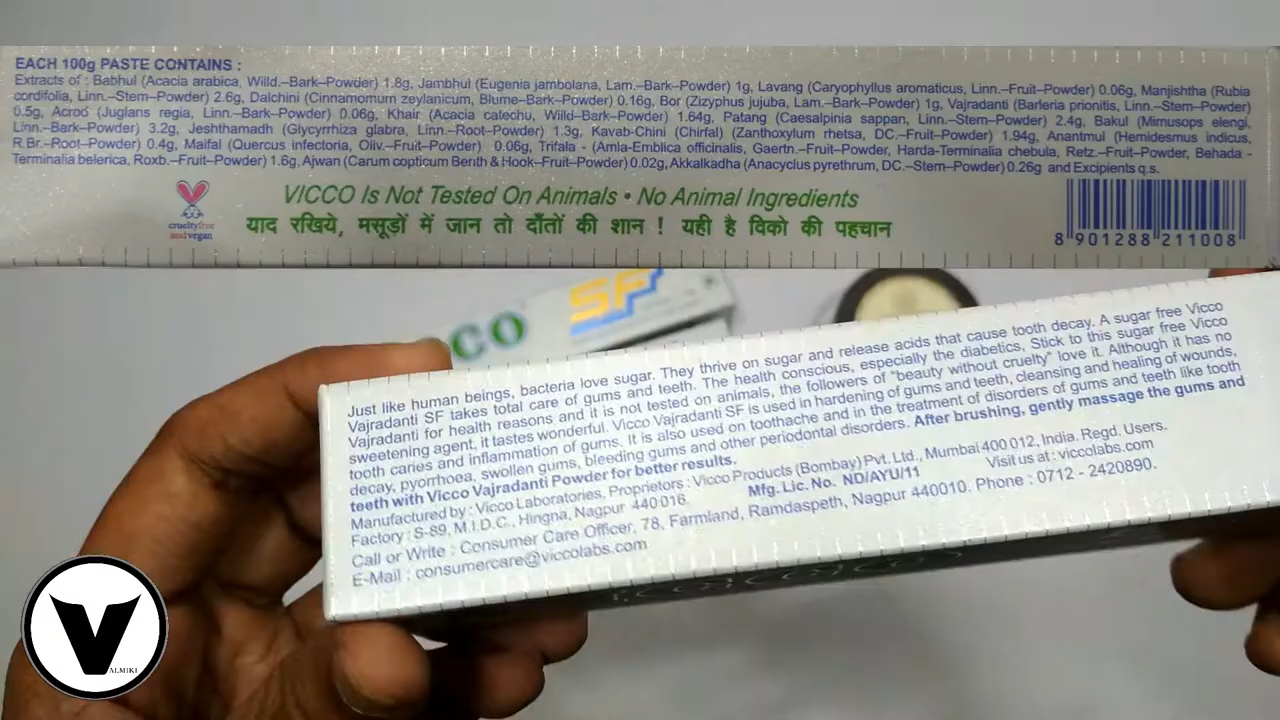 EACH 100g PASTE CONTAINS :
Extracts of : Babhul (Acacia arabica, Willd.–Bark–Powder) 1.8g, Jambhul (Eugenia jambolana, Lam.–Bark–Powder) 1g, Lavang (Caryophyllus aromaticus, Linn.–Fruit–Powder) 0.06g, Manjishtha (Rubia
cordifolia, Linn.–Stem–Powder) 2.6g, Dalchini (Cinnamomum zeylanicum, Blume–Bark–Powder) 0.16g, Bor (Zizyphus jujuba, Lam.–Bark–Powder) 1g, Vajradanti (Barleria prionitis, Linn.–Stem–Powder)
0.5g, Acrod (Juglans regia, Linn.–Bark–Powder) 0.06g, Khair (Acacia catechu, Willd–Bark–Powder) 1.64g, Patang (Caesalpinia sappan, Linn.–Stem–Powder) 2.4g, Bakul (Mimusops elengi,
Linn.–Bark–Powder) 3.2g, Jeshthamadh (Glycyrrhiza glabra, Linn.–Root–Powder) 1.3g, Kavab-Chini (Chirfal) (Zanthoxylum rhetsa, DC.–Fruit–Powder) 1.94g, Anantmul (Hemidesmus indicus,
R.Br.–Root–Powder) 0.4g, Maifal (Quercus infectoria, Oliv.–Fruit–Powder) 0.06g, Trifala - (Amla-Emblica officinalis, Gaertn.–Fruit–Powder, Harda-Terminalia chebula, Retz.–Fruit–Powder, Behada -
Terminalia belerica, Roxb.–Fruit–Powder) 1.6g, Ajwan (Carum copticum Benth & Hook–Fruit–Powder) 0.02g, Akkalkadha (Anacyclus pyrethrum, DC.–Stem–Powder) 0.26g and Excipients q.s.
VICCO Is Not Tested On Animals • No Animal Ingredients
crueltyfree
and vegan
याद रखिये, मसूड़ों में जान तो दाँतों की शान ! यही है विको की पहचान
8 901288 211008
CO SF
Just like human beings, bacteria love sugar. They thrive on sugar and release acids that cause tooth decay. A sugar free Vicco
Vajradanti SF takes total care of gums and teeth. The health conscious, especially the diabetics, Stick to this sugar free Vicco
Vajradanti for health reasons and it is not tested on animals, the followers of "beauty without cruelty" love it. Although it has no
sweetening agent, it tastes wonderful. Vicco Vajradanti SF is used in hardening of gums and teeth, cleansing and healing of wounds,
tooth caries and inflammation of gums. It is also used on toothache and in the treatment of disorders of gums and teeth like tooth
decay, pyorrhoea, swollen gums, bleeding gums and other periodontal disorders. After brushing, gently massage the gums and
teeth with Vicco Vajradanti Powder for better results.
Manufactured by : Vicco Laboratories, Proprietors : Vicco Products (Bombay) Pvt. Ltd., Mumbai 400 012, India. Regd. Users.
Factory : S-89, M.I.D.C., Hingna, Nagpur 440 016. Mfg. Lic. No. ND/AYU/11 Visit us at : viccolabs.com
Call or Write : Consumer Care Officer, 78, Farmland, Ramdaspeth, Nagpur 440010. Phone : 0712 - 2420890.
E-Mail : consumercare@viccolabs.com
V
ALMIKI